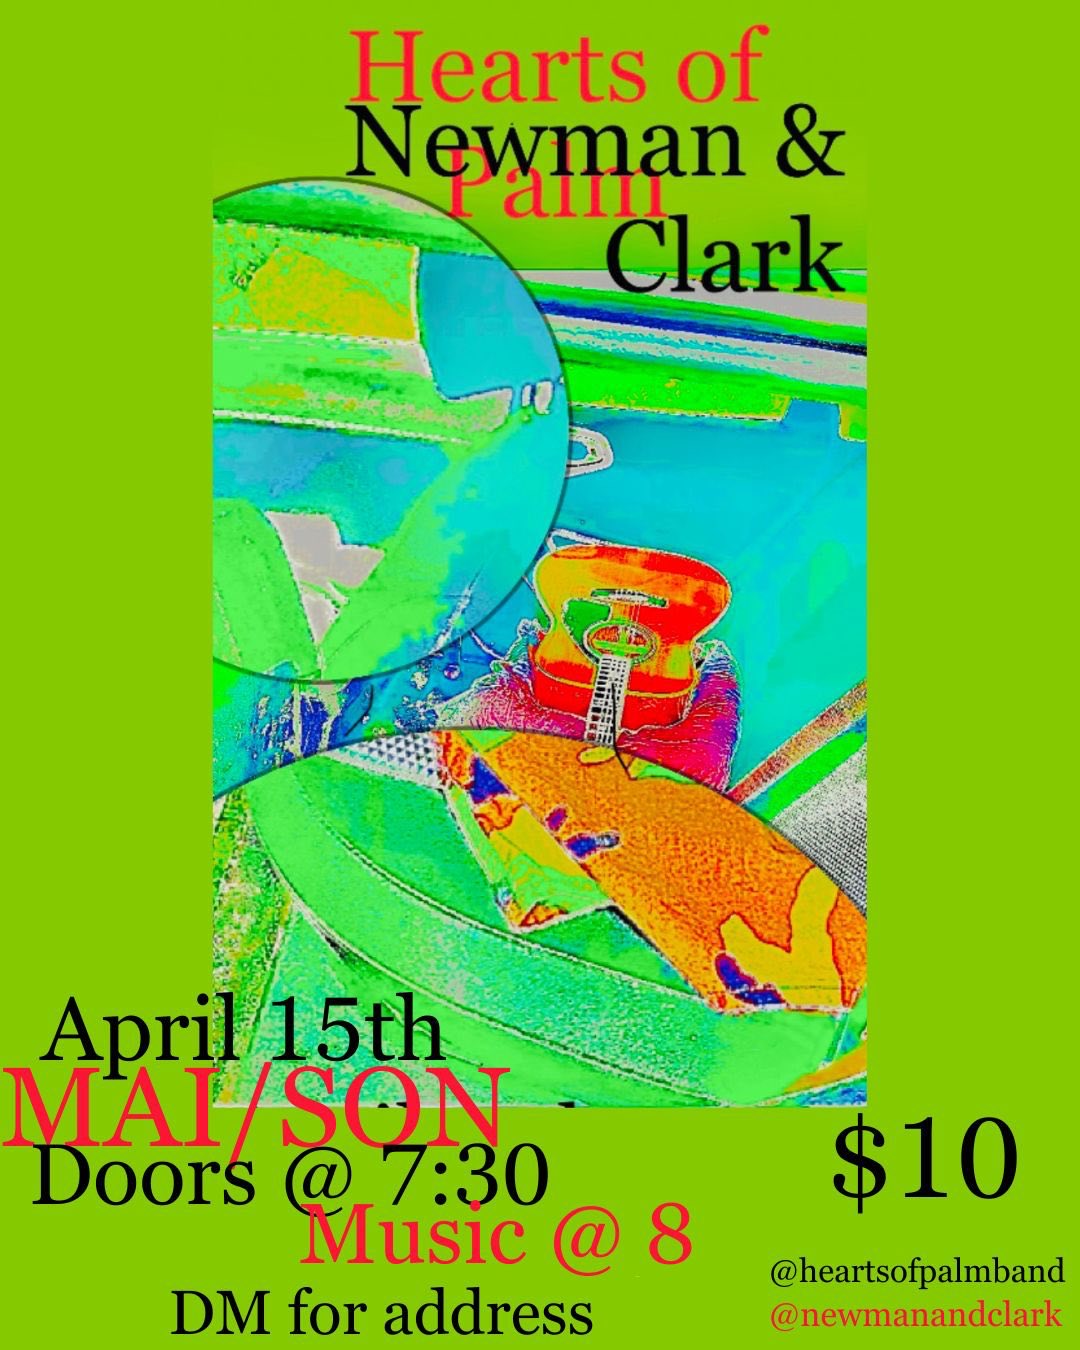 Hearts of
Newman &
Palm
Clark
April 15th
MAI/SON
Doors @ 7:30
$10
Music @ 8
@heartsofpalmband
DM for address
@newmanandclark